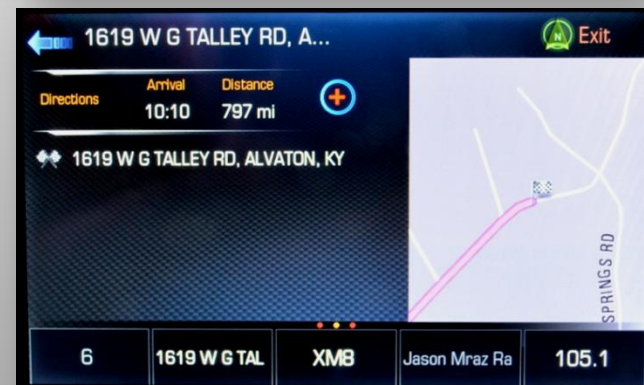 1619 W G TALLEY RD, A...
N
Exit
Directions
Arrival
10:10
Distance
797 mi
1619 W G TALLEY RD, ALVATON, KY
SPRINGS RD
6
1619 W G TAL
XM8
Jason Mraz Ra
105.1